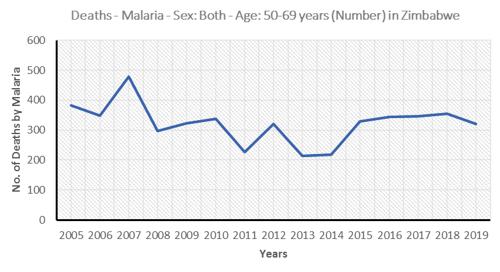 Deaths - Malaria - Sex: Both - Age: 50-69 years (Number) in Zimbabwe
No. of Deaths by Malaria
600
500
400
300
200
100
0
2005 2006 2007 2008 2009 2010 2011 2012 2013 2014 2015 2016 2017 2018 2019
Years